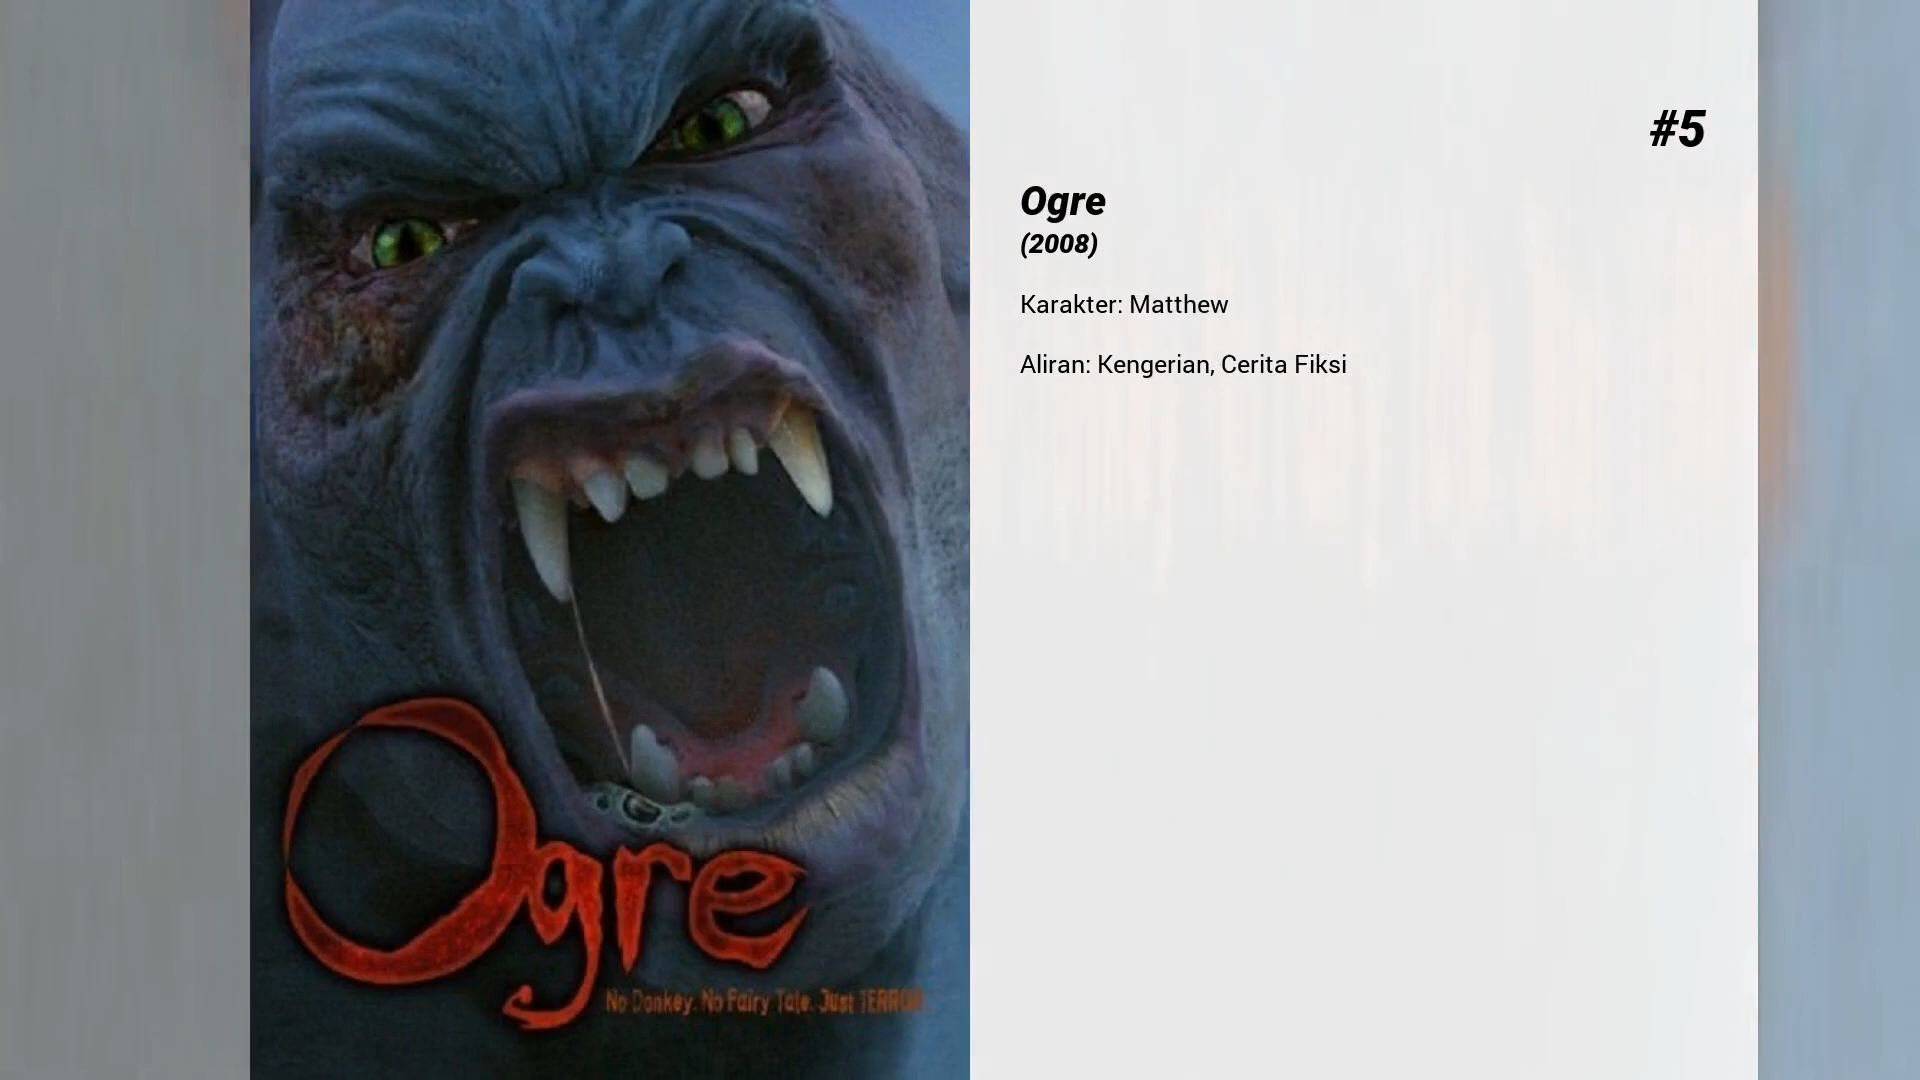 #5
Ogre
(2008)
Karakter: Matthew
Aliran: Kengerian, Cerita Fiksi
Ogre
No Donkey. No Fairy Tale. Just TERROR